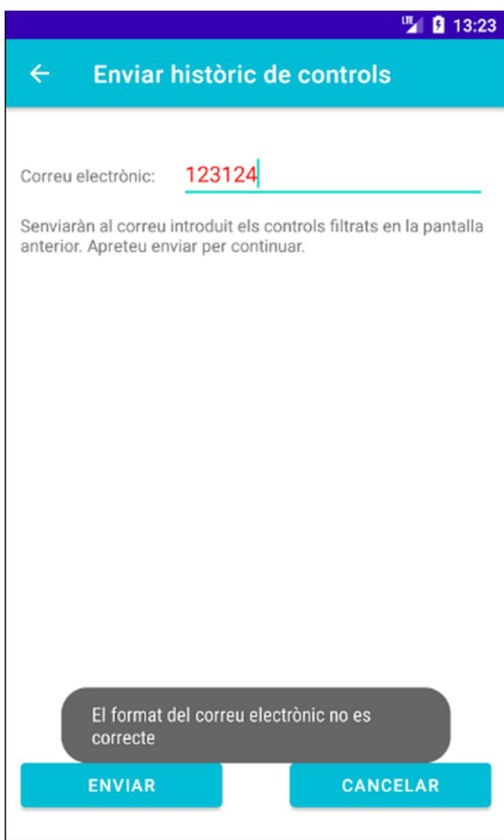 LTE 13:23
Enviar històric de controls
Correu electrònic: 123124
Senviaràn al correu introduit els controls filtrats en la pantalla
anterior. Apreteu enviar per continuar.
El format del correu electrònic no es
correcte
ENVIAR CANCELAR